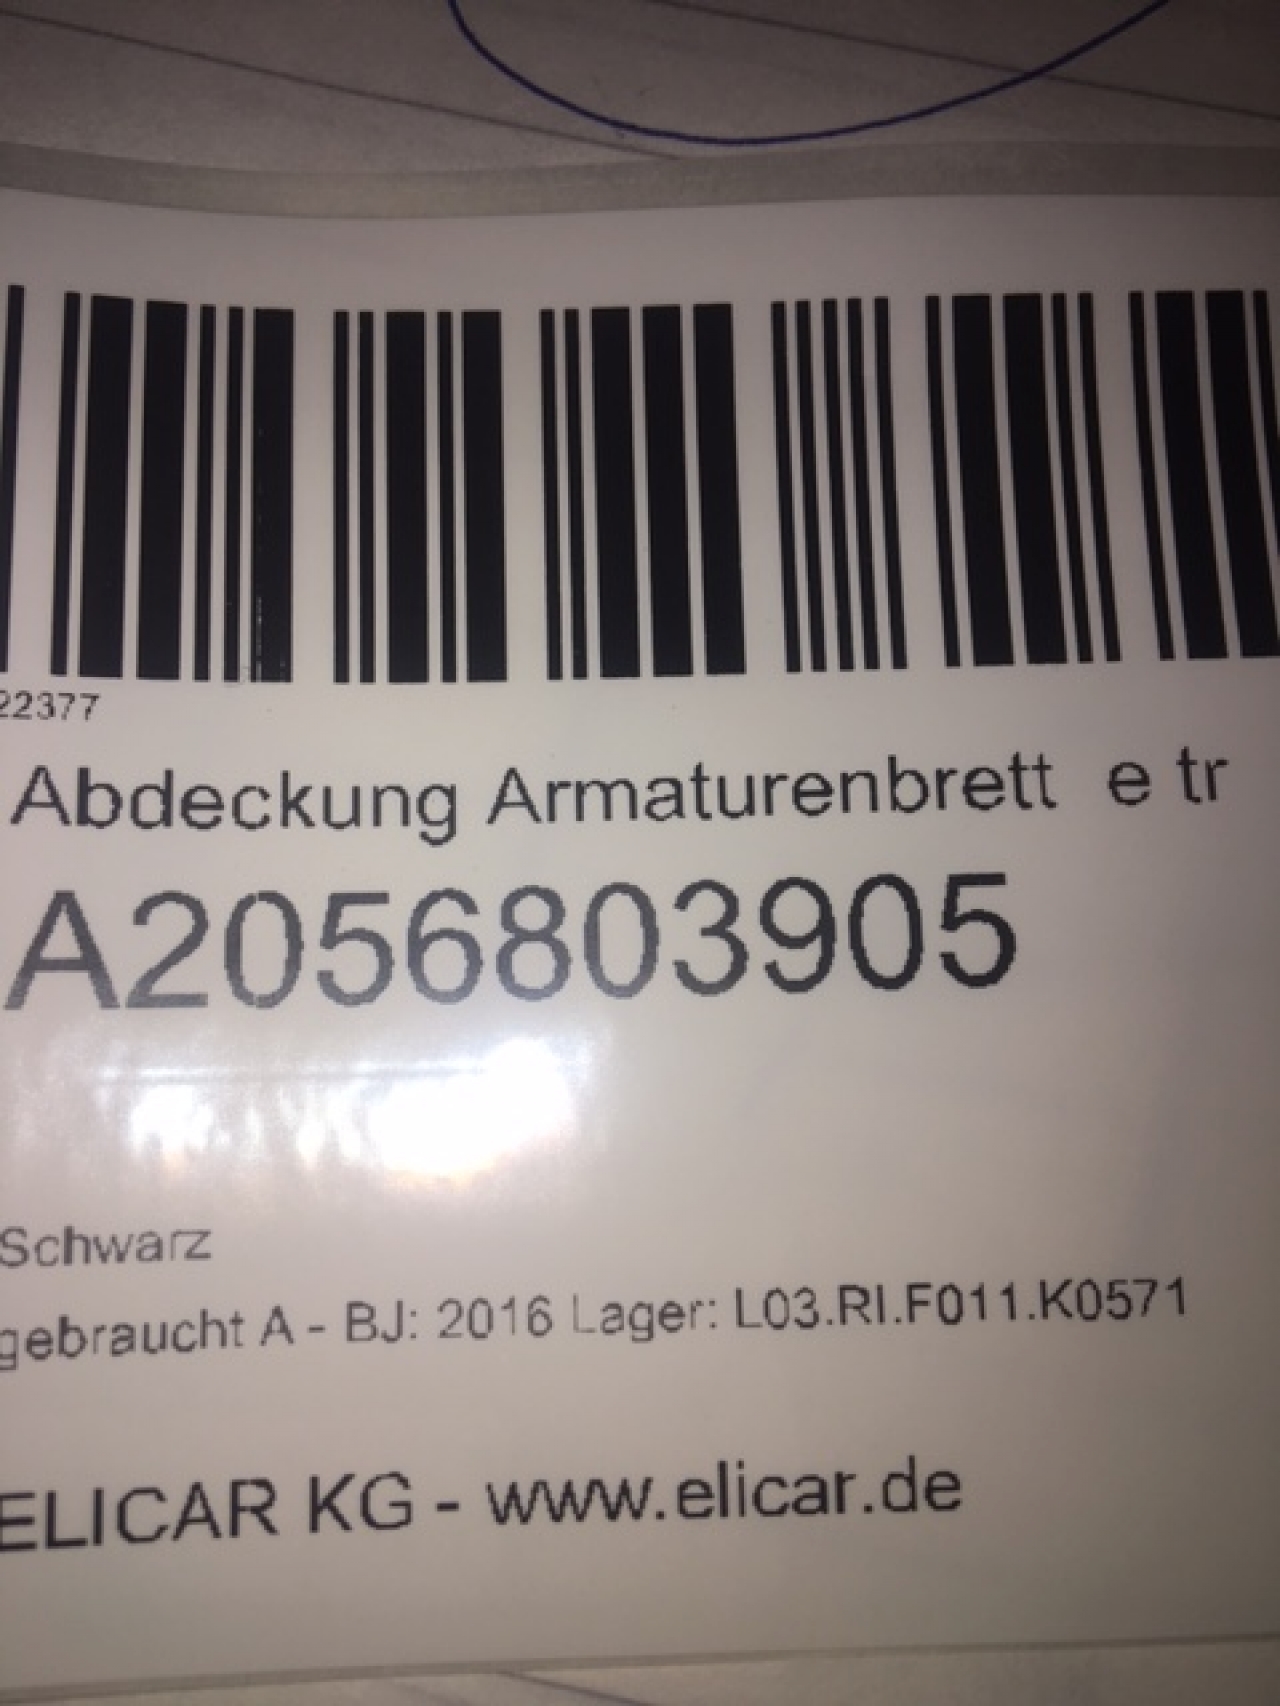 22377
Abdeckung Armaturenbrett e tr
A2056803905
Schwarz
gebraucht A - BJ: 2016 Lager: L03.RI.F011.K0571
ELICAR KG - www.elicar.de